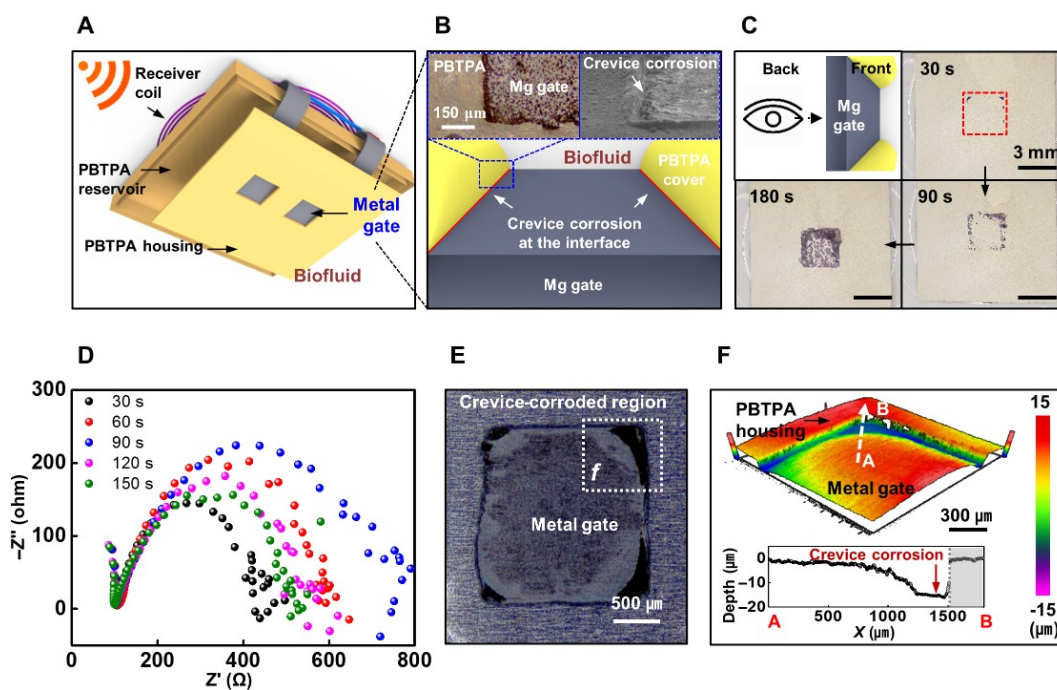 A
Receiver
coil
PBTPA
reservoir
Metal
gate
PBTPA housing
Biofluid
B
PBTPA
Mg gate
150 μm
Crevice corrosion
Biofluid
PBTPA
cover
Crevice corrosion
at the interface
Mg gate
C
Back
Front
Mg
gate
30 s
3 mm
180 s
90 s
D
300
200
100
0
–Z'' (ohm)
30 s
60 s
90 s
120 s
150 s
0
200
400
600
800
Z' (Ω)
E
Crevice-corroded region
f
Metal gate
500 μm
F
PBTPA
housing
B
A
Metal gate
300 μm
15
-15
(μm)
Crevice corrosion
Depth (μm)
0
−10
−20
A
500
1000
1500
B
X (μm)